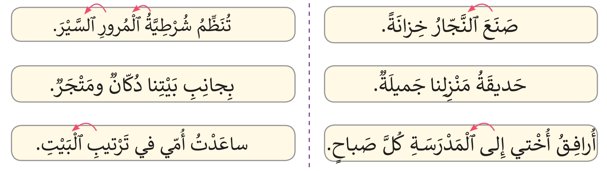 صَنَعَ ٱلنَّجّارُ خِزانَةً.
حَديقَةُ مَنْزِلِنا جَميلَةٌ.
أُرافِقُ أُخْتي إِلى ٱلْمَدْرَسَةِ كُلَّ صَباحٍ.
تُنَظِّمُ شُرْطِيَّةُ ٱلْمُرورِ ٱلسَّيْرَ.
بِجانِبِ بَيْتِنا دُكّانٌ ومَتْجَرٌ.
ساعَدْتُ أُمّي في تَرْتيبِ ٱلْبَيْتِ.